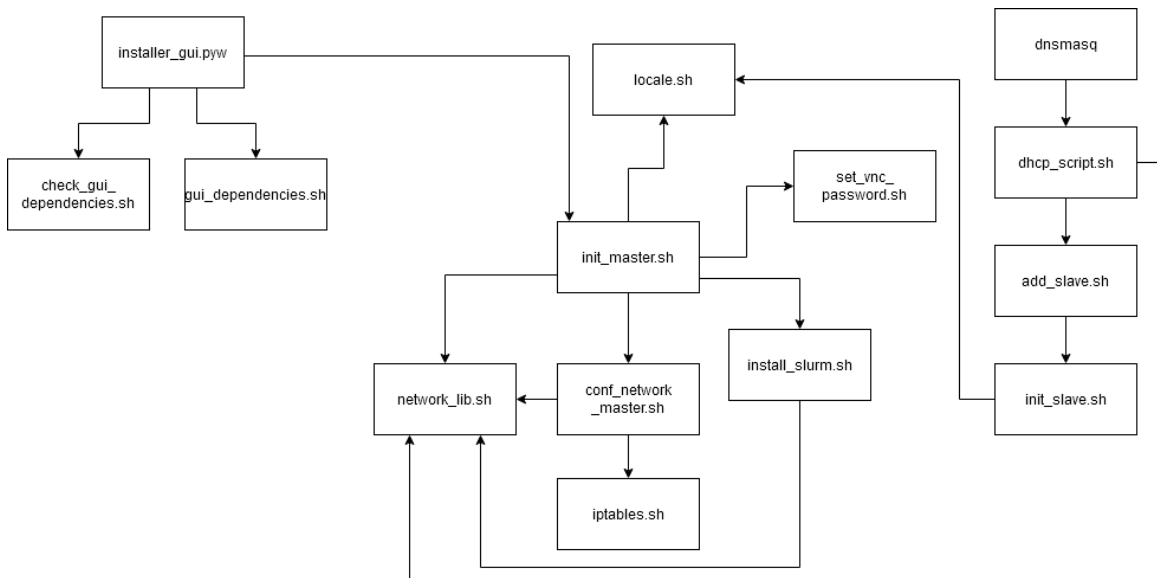 installer_gui.pyw
dnsmasq
locale.sh
check_gui_
dependencies.sh
gui_dependencies.sh
dhcp_script.sh
set_vnc_
password.sh
init_master.sh
add_slave.sh
install_slurm.sh
network_lib.sh
conf_network
_master.sh
init_slave.sh
iptables.sh